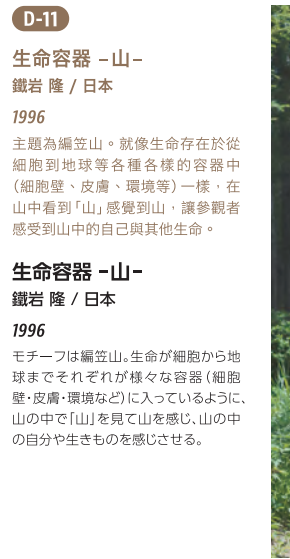 D-11
生命容器 –山–
鐵岩 隆 / 日本
1996
主題為編笠山。就像生命存在於從
細胞到地球等各種各樣的容器中
（細胞壁、皮膚、環境等）一樣，在
山中看到「山」感覺到山，讓參觀者
感受到山中的自己與其他生命。
生命容器 –山–
鐵岩 隆 / 日本
1996
モチーフは編笠山。生命が細胞から地
球までそれぞれが様々な容器（細胞
壁・皮膚・環境など）に入っているように、
山の中で「山」を見て山を感じ、山の中
の自分や生きものを感じさせる。